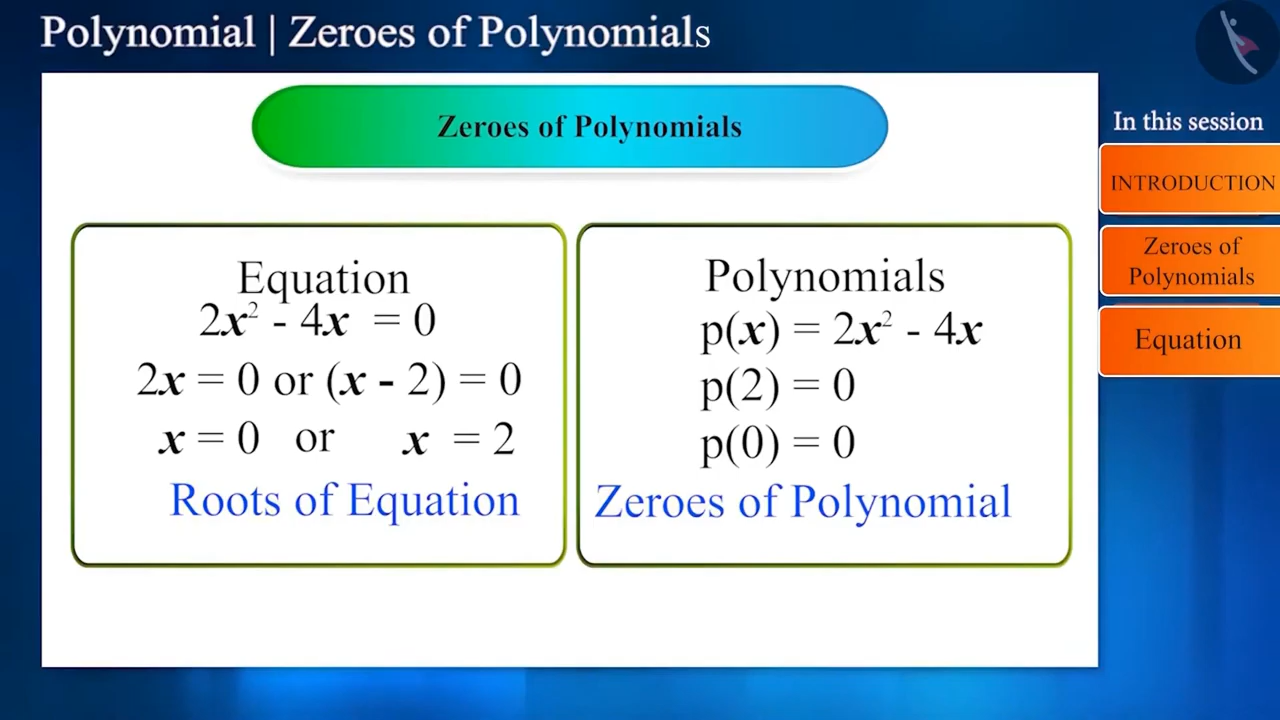 Polynomial | Zeroes of Polynomials
Zeroes of Polynomials
Equation
2x² - 4x = 0
2x = 0 or (x - 2) = 0
x = 0 or x = 2
Roots of Equation
Polynomials
p(x) = 2x² - 4x
p(2) = 0
p(0) = 0
Zeroes of Polynomial
In this session
INTRODUCTION
Zeroes of
Polynomials
Equation